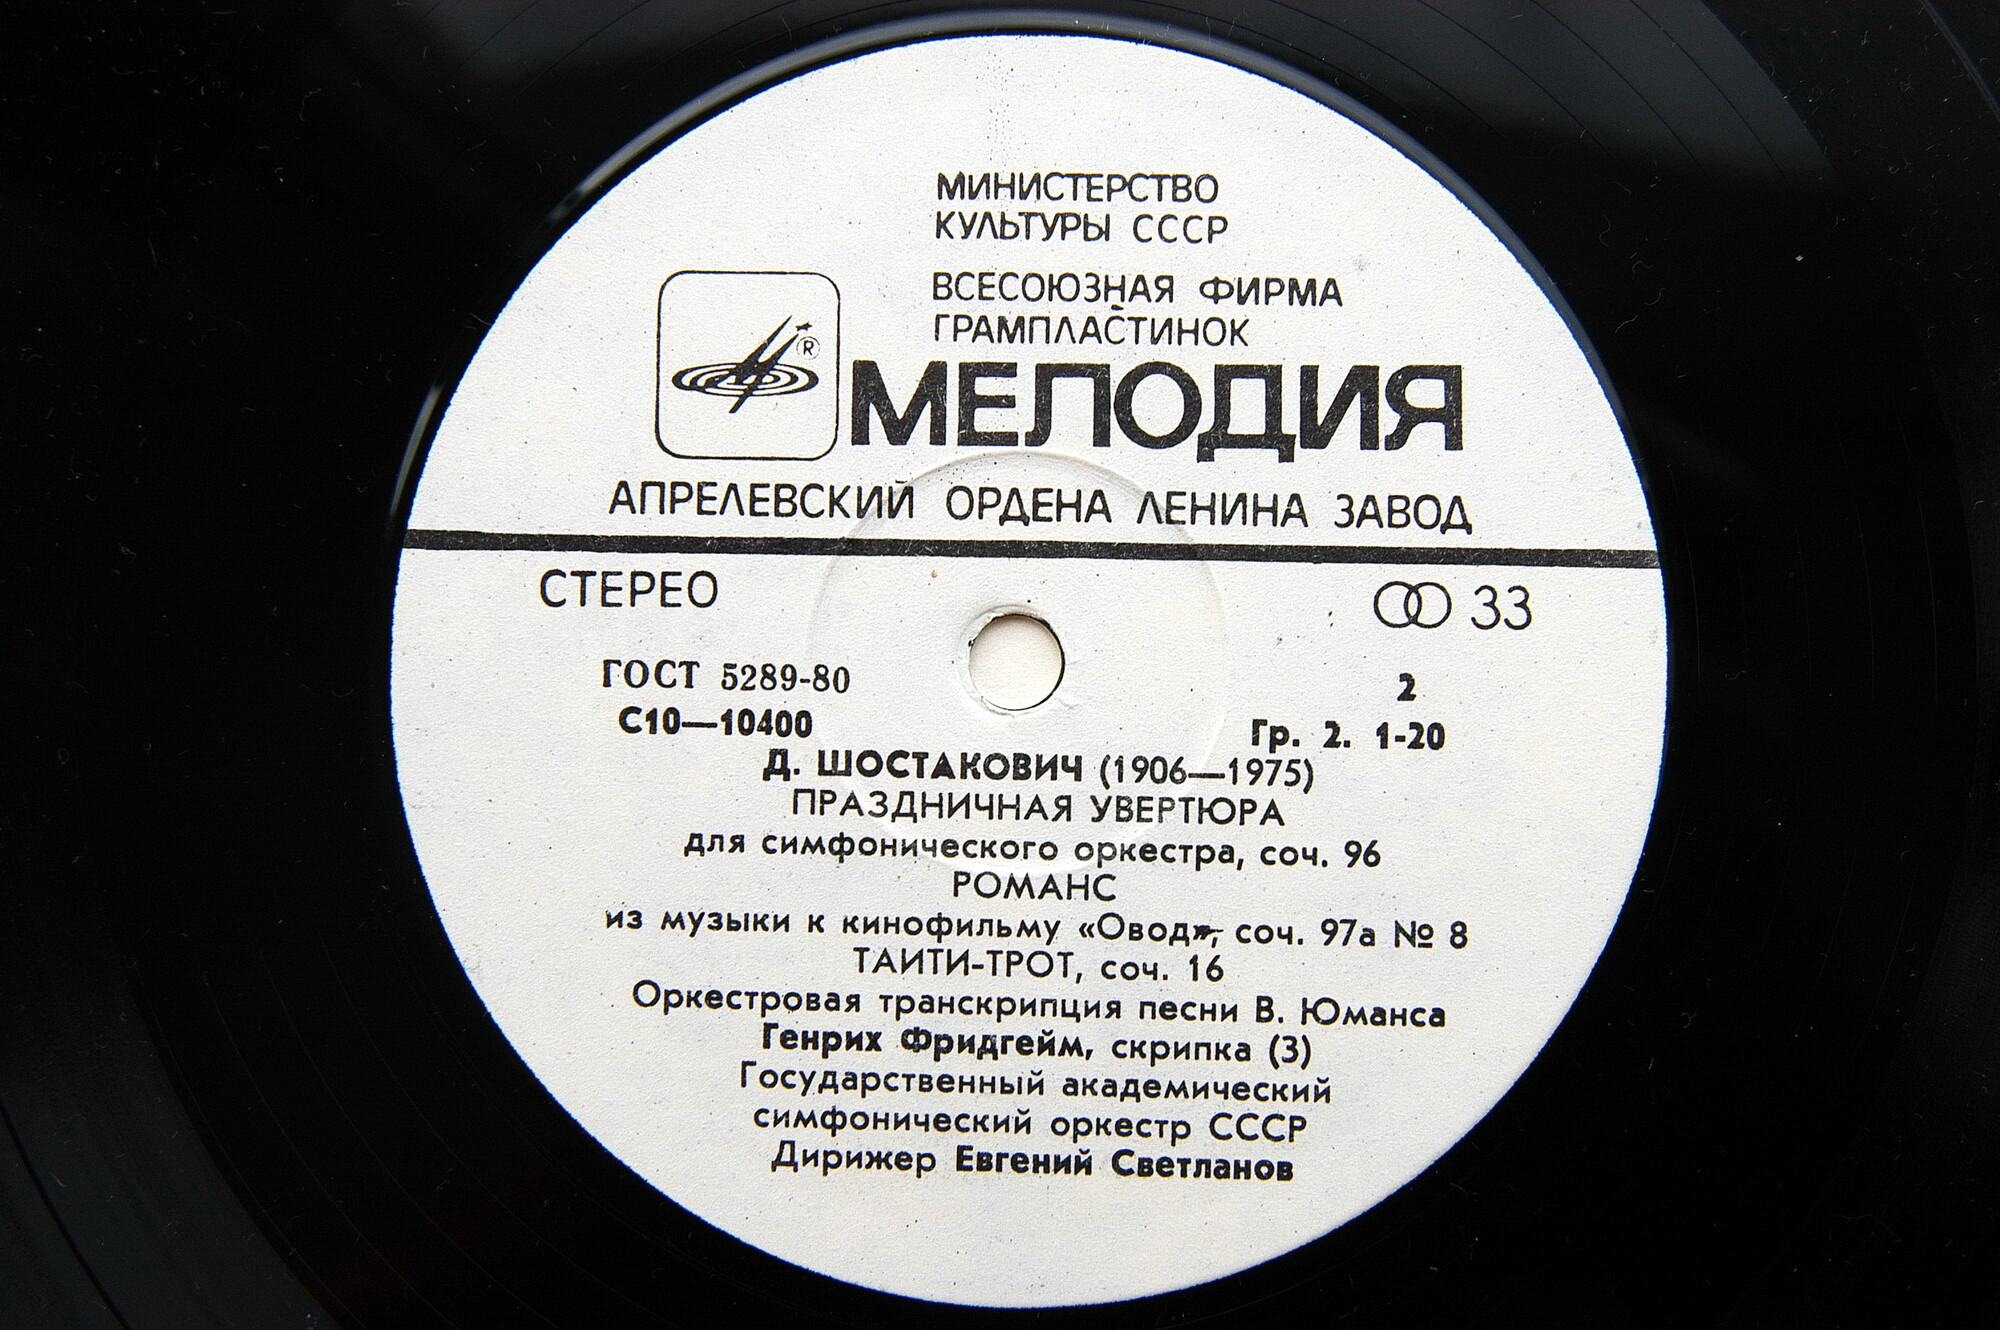 МИНИСТЕРСТВО
КУЛЬТУРЫ СССР
ВСЕСОЮЗНАЯ ФИРМА
ГРАМПЛАСТИНОК
®
МЕЛОДИЯ
АПРЕЛЕВСКИЙ ОРДЕНА ЛЕНИНА ЗАВОД
СТЕРЕО 33
ГОСТ 5289-80 2
С10—10400 Гр. 2. 1-20
Д. ШОСТАКОВИЧ (1906—1975)
ПРАЗДНИЧНАЯ УВЕРТЮРА
для симфонического оркестра, соч. 96
РОМАНС
из музыки к кинофильму «Овод», соч. 97а № 8
ТАИТИ-ТРОТ, соч. 16
Оркестровая транскрипция песни В. Юманса
Генрих Фридгейм, скрипка (3)
Государственный академический
симфонический оркестр СССР
Дирижер Евгений Светланов